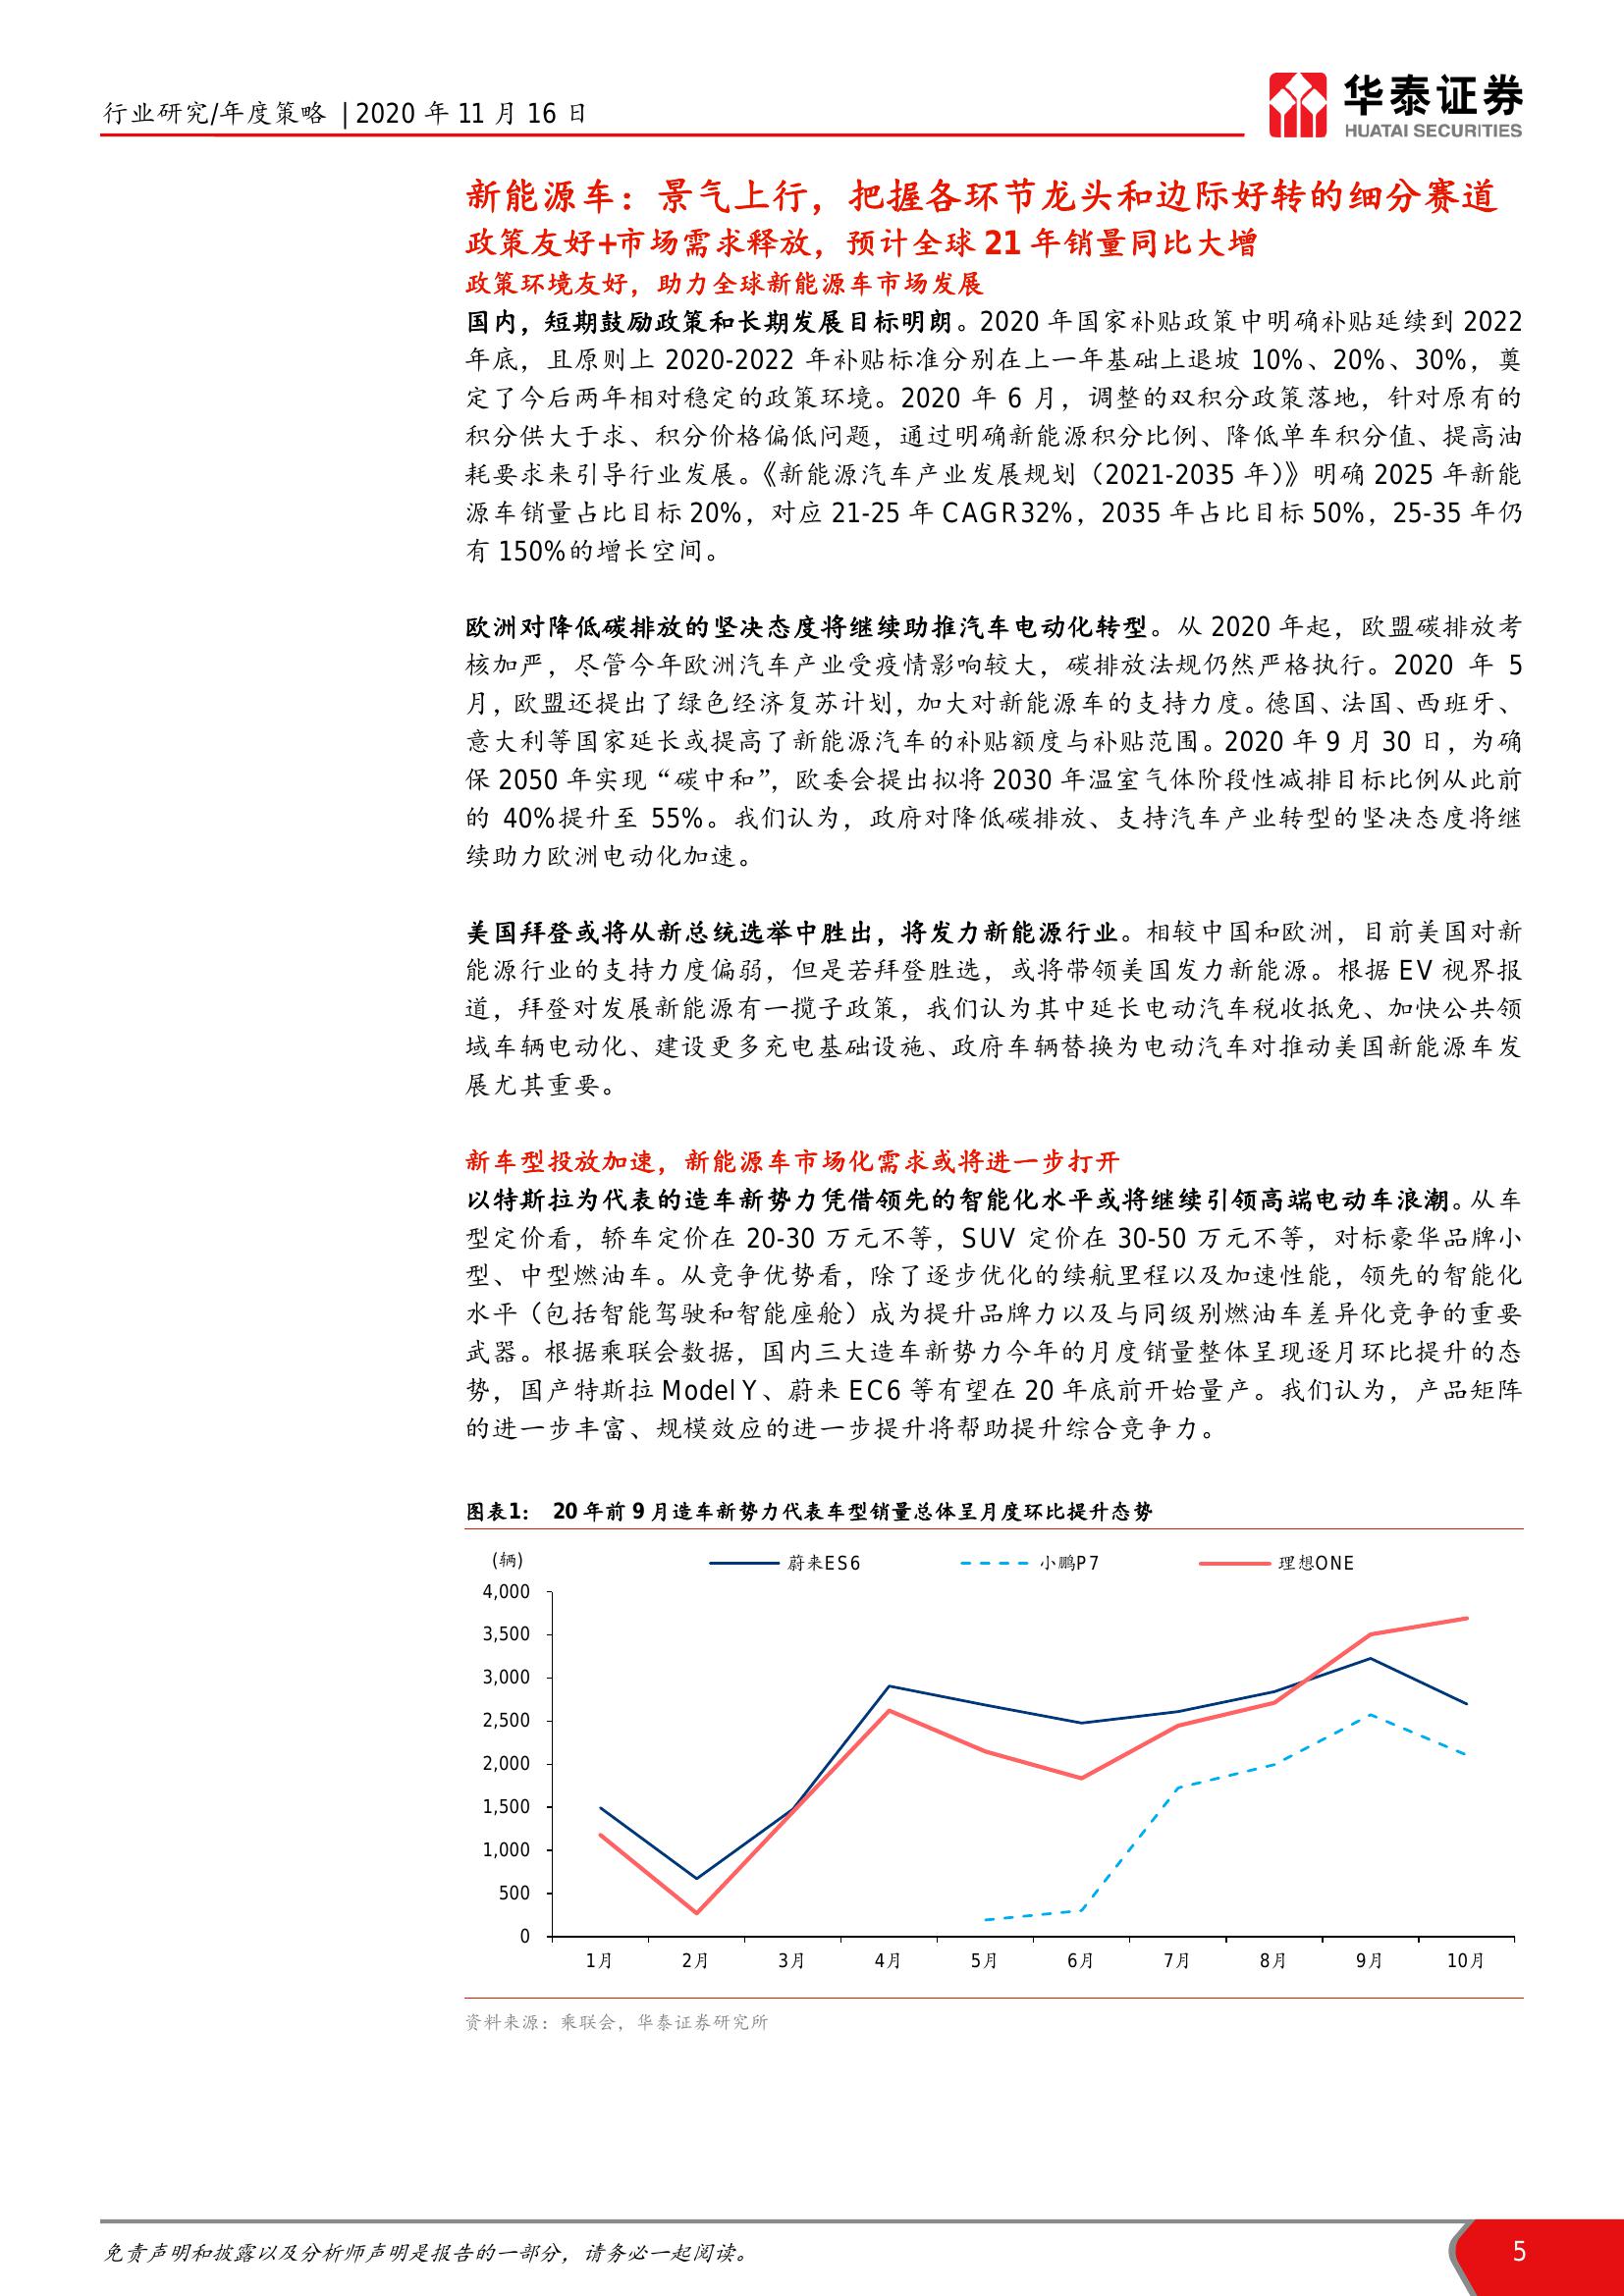 行业研究/年度策略 | 2020 年 11 月 16 日
华泰证券
HUATAI SECURITIES
新能源车：景气上行，把握各环节龙头和边际好转的细分赛道
政策友好+市场需求释放，预计全球 21 年销量同比大增
政策环境友好，助力全球新能源车市场发展
国内，短期鼓励政策和长期发展目标明朗。2020 年国家补贴政策中明确补贴延续到 2022
年底，且原则上 2020-2022 年补贴标准分别在上一年基础上退坡 10%、20%、30%，奠
定了今后两年相对稳定的政策环境。2020 年 6 月，调整的双积分政策落地，针对原有的
积分供大于求、积分价格偏低问题，通过明确新能源积分比例、降低单车积分值、提高油
耗要求来引导行业发展。《新能源汽车产业发展规划（2021-2035 年）》明确 2025 年新能
源车销量占比目标 20%，对应 21-25 年 CAGR32%，2035 年占比目标 50%，25-35 年仍
有 150%的增长空间。
欧洲对降低碳排放的坚决态度将继续助推汽车电动化转型。从 2020 年起，欧盟碳排放考
核加严，尽管今年欧洲汽车产业受疫情影响较大，碳排放法规仍然严格执行。2020 年 5
月，欧盟还提出了绿色经济复苏计划，加大对新能源车的支持力度。德国、法国、西班牙、
意大利等国家延长或提高了新能源汽车的补贴额度与补贴范围。2020 年 9 月 30 日，为确
保 2050 年实现“碳中和”，欧委会提出拟将 2030 年温室气体阶段性减排目标比例从此前
的 40%提升至 55%。我们认为，政府对降低碳排放、支持汽车产业转型的坚决态度将继
续助力欧洲电动化加速。
美国拜登或将从新总统选举中胜出，将发力新能源行业。相较中国和欧洲，目前美国对新
能源行业的支持力度偏弱，但是若拜登胜选，或将带领美国发力新能源。根据 EV 视界报
道，拜登对发展新能源有一揽子政策，我们认为其中延长电动汽车税收抵免、加快公共领
域车辆电动化、建设更多充电基础设施、政府车辆替换为电动汽车对推动美国新能源车发
展尤其重要。
新车型投放加速，新能源车市场化需求或将进一步打开
以特斯拉为代表的造车新势力凭借领先的智能化水平或将继续引领高端电动车浪潮。从车
型定价看，轿车定价在 20-30 万元不等，SUV 定价在 30-50 万元不等，对标豪华品牌小
型、中型燃油车。从竞争优势看，除了逐步优化的续航里程以及加速性能，领先的智能化
水平（包括智能驾驶和智能座舱）成为提升品牌力以及与同级别燃油车差异化竞争的重要
武器。根据乘联会数据，国内三大造车新势力今年的月度销量整体呈现逐月环比提升的态
势，国产特斯拉 Model Y、蔚来 EC6 等有望在 20 年底前开始量产。我们认为，产品矩阵
的进一步丰富、规模效应的进一步提升将帮助提升综合竞争力。
图表1： 20 年前 9 月造车新势力代表车型销量总体呈月度环比提升态势
(辆) 蔚来ES6 小鹏P7 理想ONE
4,000
3,500
3,000
2,500
2,000
1,500
1,000
500
0
1月 2月 3月 4月 5月 6月 7月 8月 9月 10月
资料来源：乘联会，华泰证券研究所
免责声明和披露以及分析师声明是报告的一部分，请务必一起阅读。 5